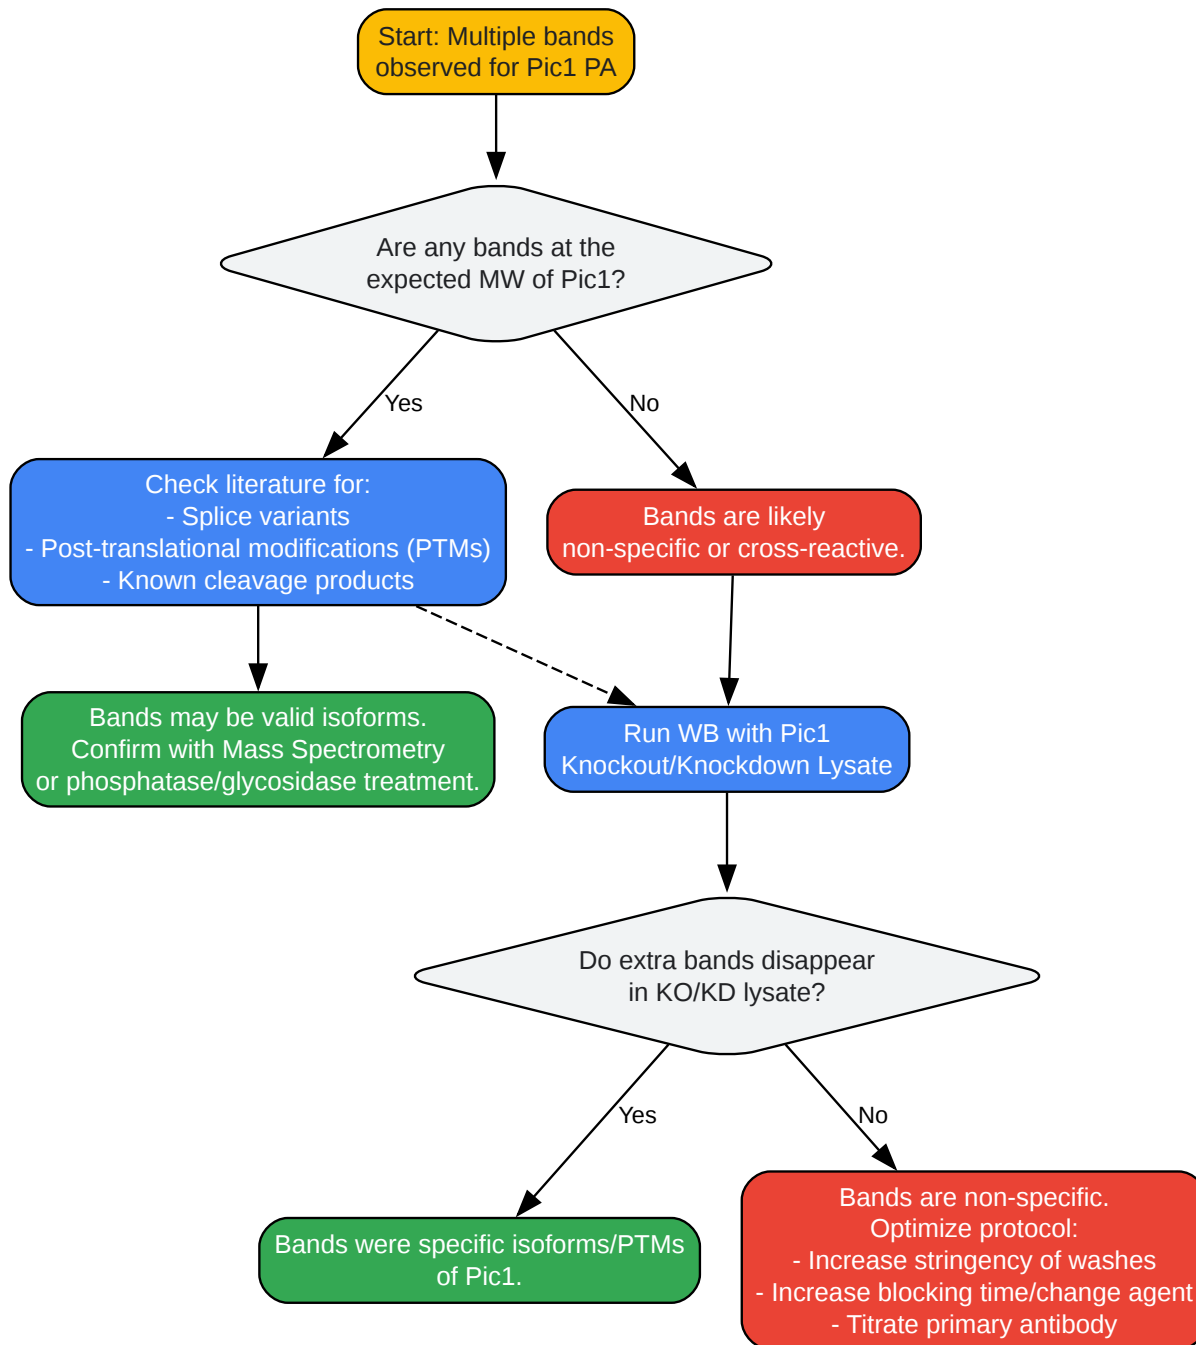 Start: Multiple bands
observed for Pic1 PA
Are any bands at the
expected MW of Pic1?
Yes
No
Check literature for:
- Splice variants
- Post-translational modifications (PTMs)
- Known cleavage products
Bands are likely
non-specific or cross-reactive.
Bands may be valid isoforms.
Confirm with Mass Spectrometry
or phosphatase/glycosidase treatment.
Run WB with Pic1
Knockout/Knockdown Lysate
Do extra bands disappear
in KO/KD lysate?
Yes
No
Bands were specific isoforms/PTMs
of Pic1.
Bands are non-specific.
Optimize protocol:
- Increase stringency of washes
- Increase blocking time/change agent
- Titrate primary antibody